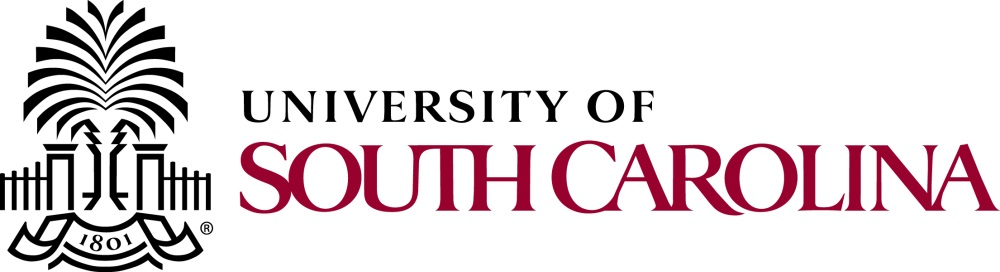 UNIVERSITY OF
SOUTH CAROLINA
1801
®